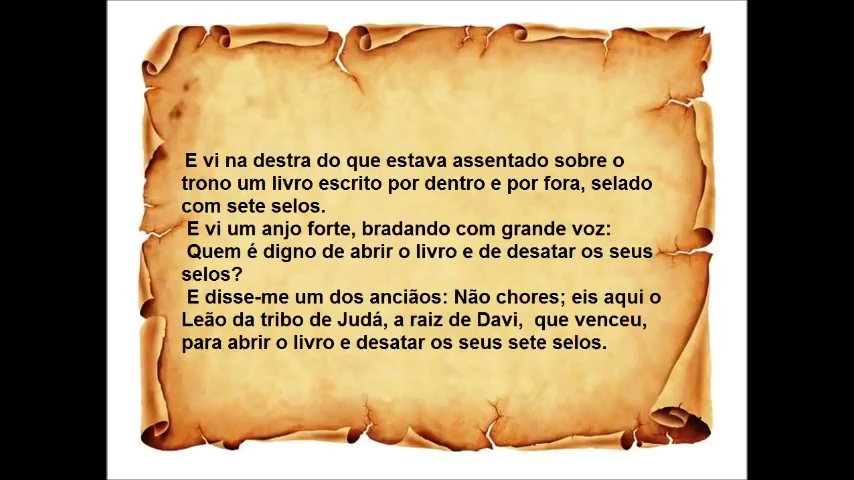 E vi na destra do que estava assentado sobre o
trono um livro escrito por dentro e por fora, selado
com sete selos.
E vi um anjo forte, bradando com grande voz:
Quem é digno de abrir o livro e de desatar os seus
selos?
E disse-me um dos anciãos: Não chores; eis aqui o
Leão da tribo de Judá, a raiz de Davi,  que venceu,
para abrir o livro e desatar os seus sete selos.